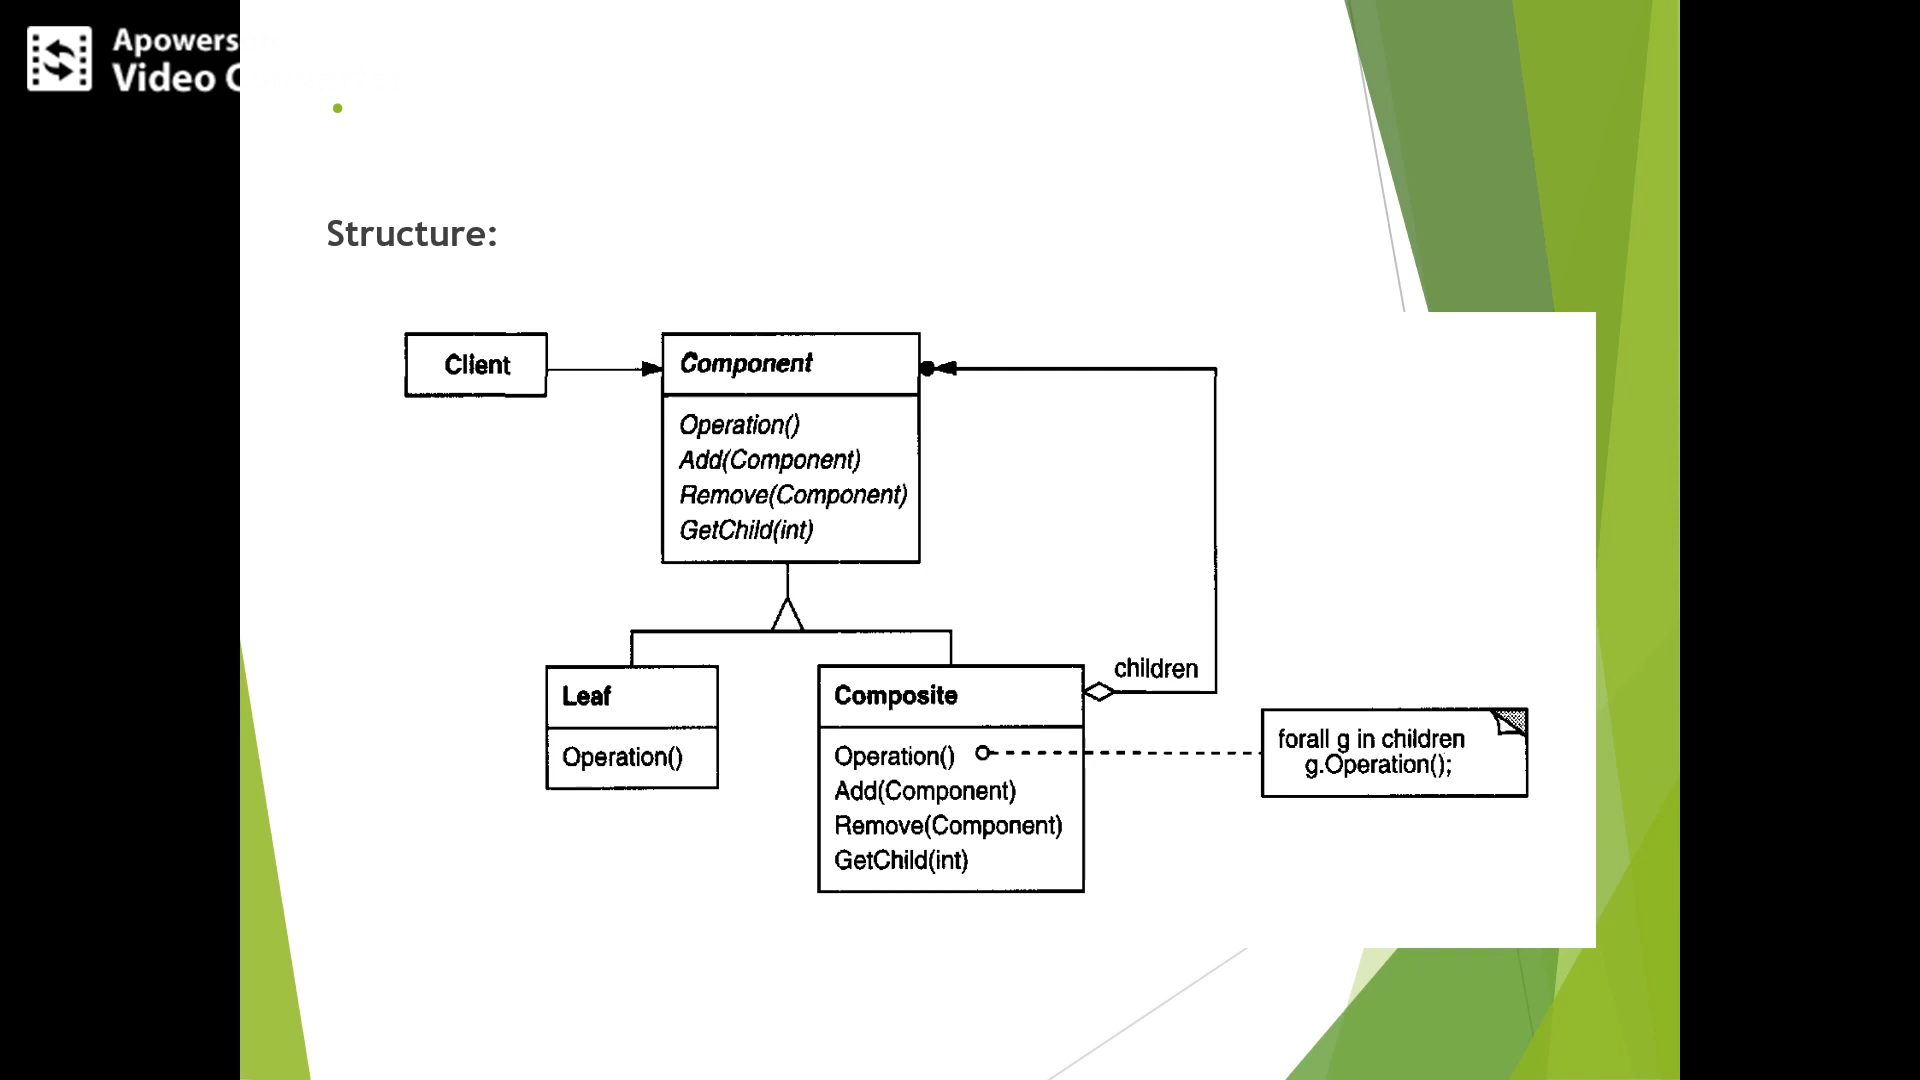 Apowers
Video
Structure:
Client
Component
Operation()
Add(Component)
Remove(Component)
GetChild(int)
Leaf
Operation()
Composite
Operation()
Add(Component)
Remove(Component)
GetChild(int)
children
forall g in children
g.Operation();